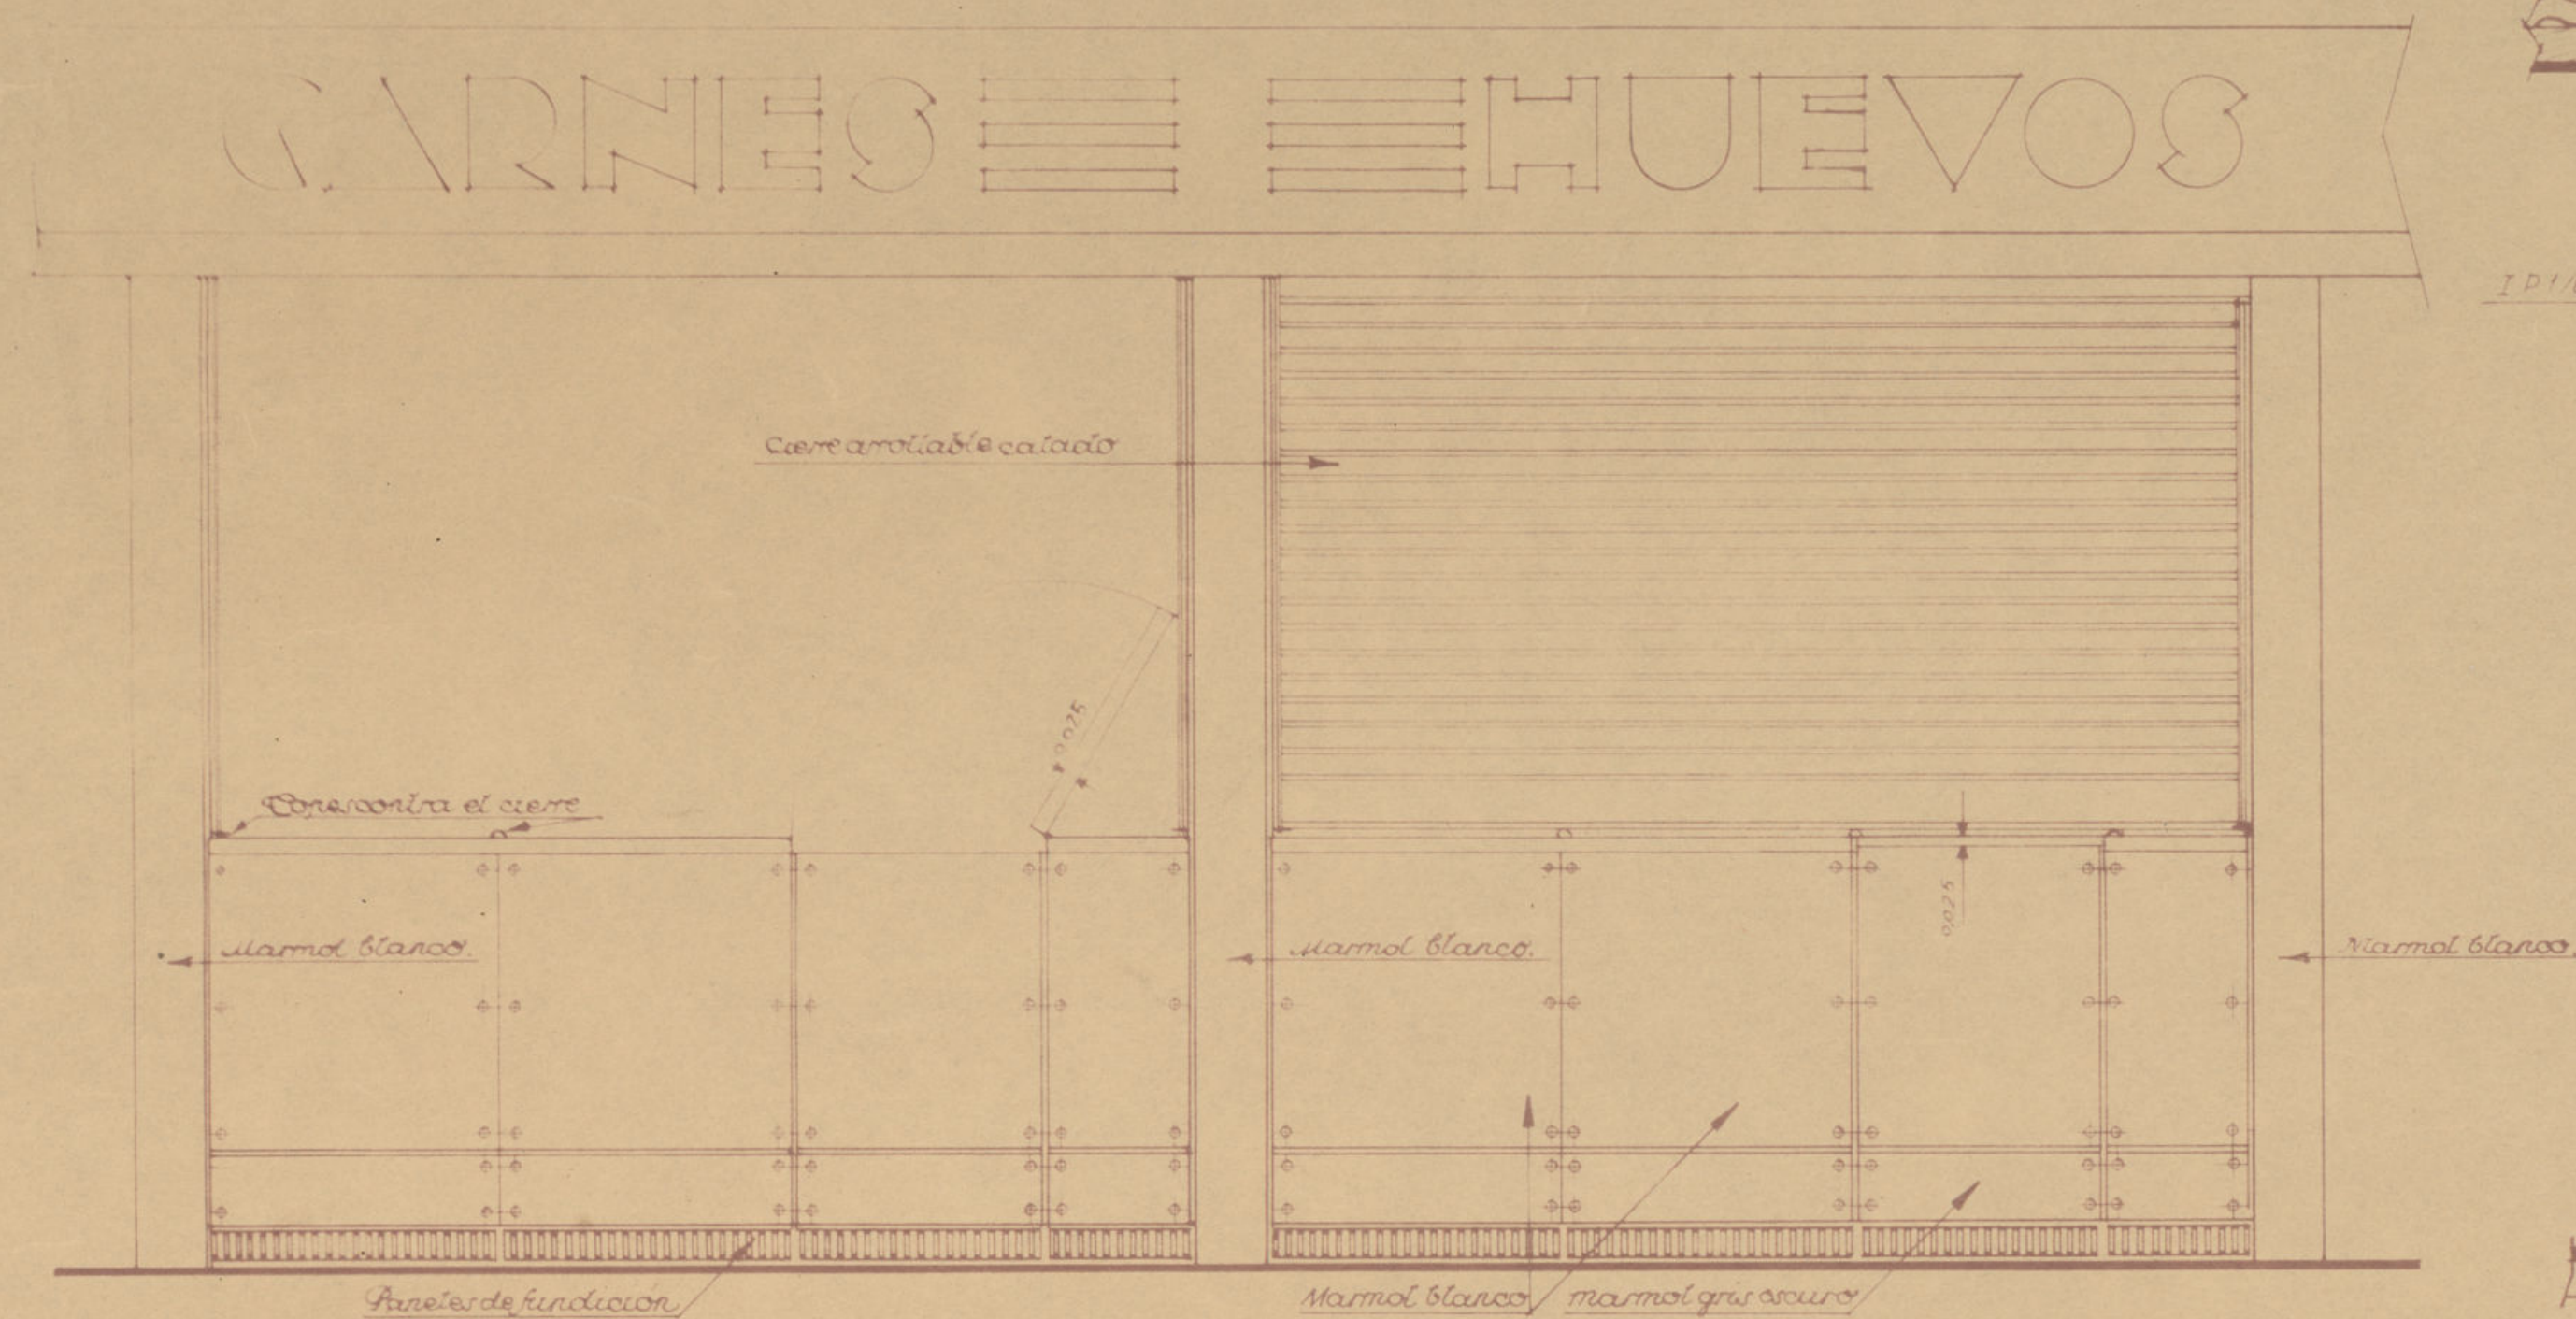 CARNES HUEVOS
Cierre arrollable calado
0,025
Topes contra el cierre
0,025
Marmol blanco.
Marmol blanco.
Marmol blanco.
Paneles de fundición
Marmol blanco
marmol gris oscuro